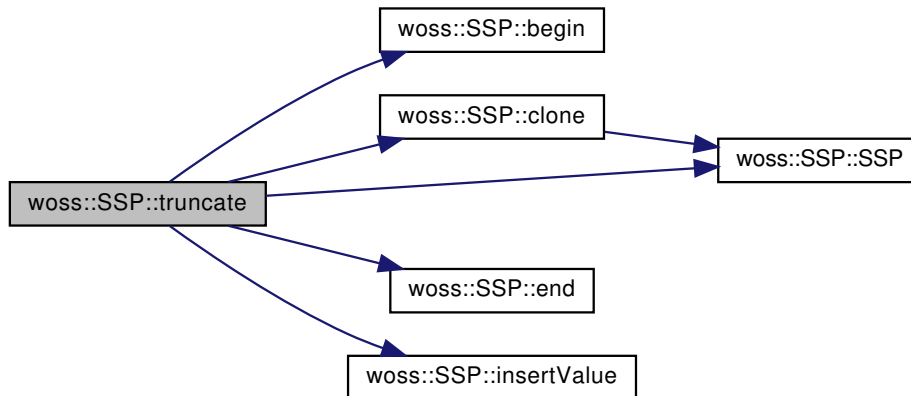 woss::SSP::begin
woss::SSP::clone
woss::SSP::SSP
woss::SSP::truncate
woss::SSP::end
woss::SSP::insertValue